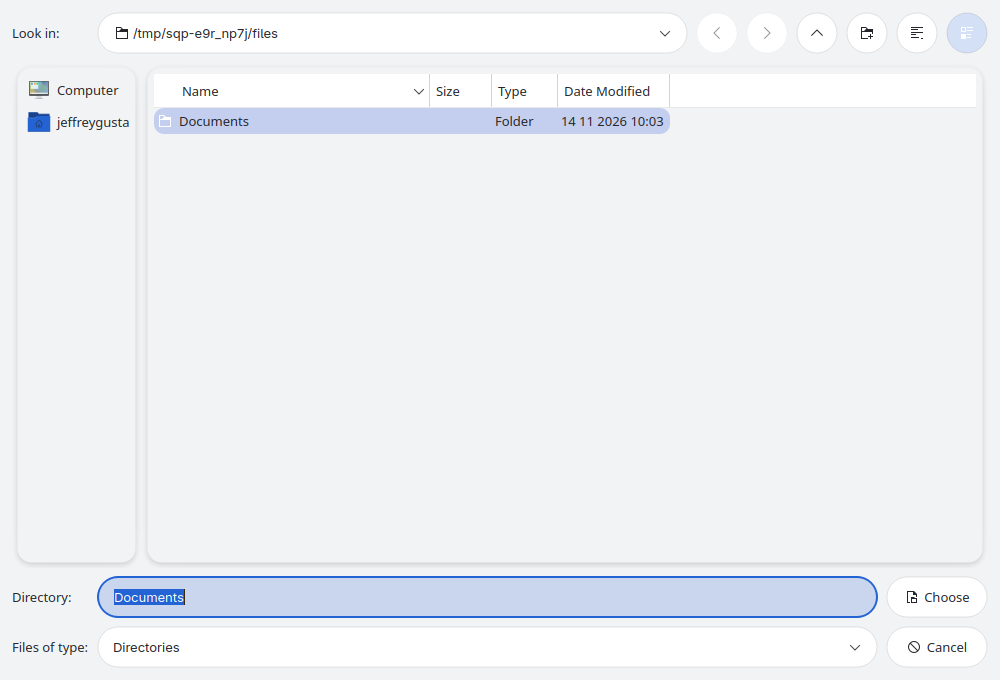 Look in: /tmp/sqp-e9r_np7j/files
Computer
jeffreygusta
Name Size Type Date Modified
Documents Folder 14 11 2026 10:03
Directory: Documents Choose
Files of type: Directories Cancel